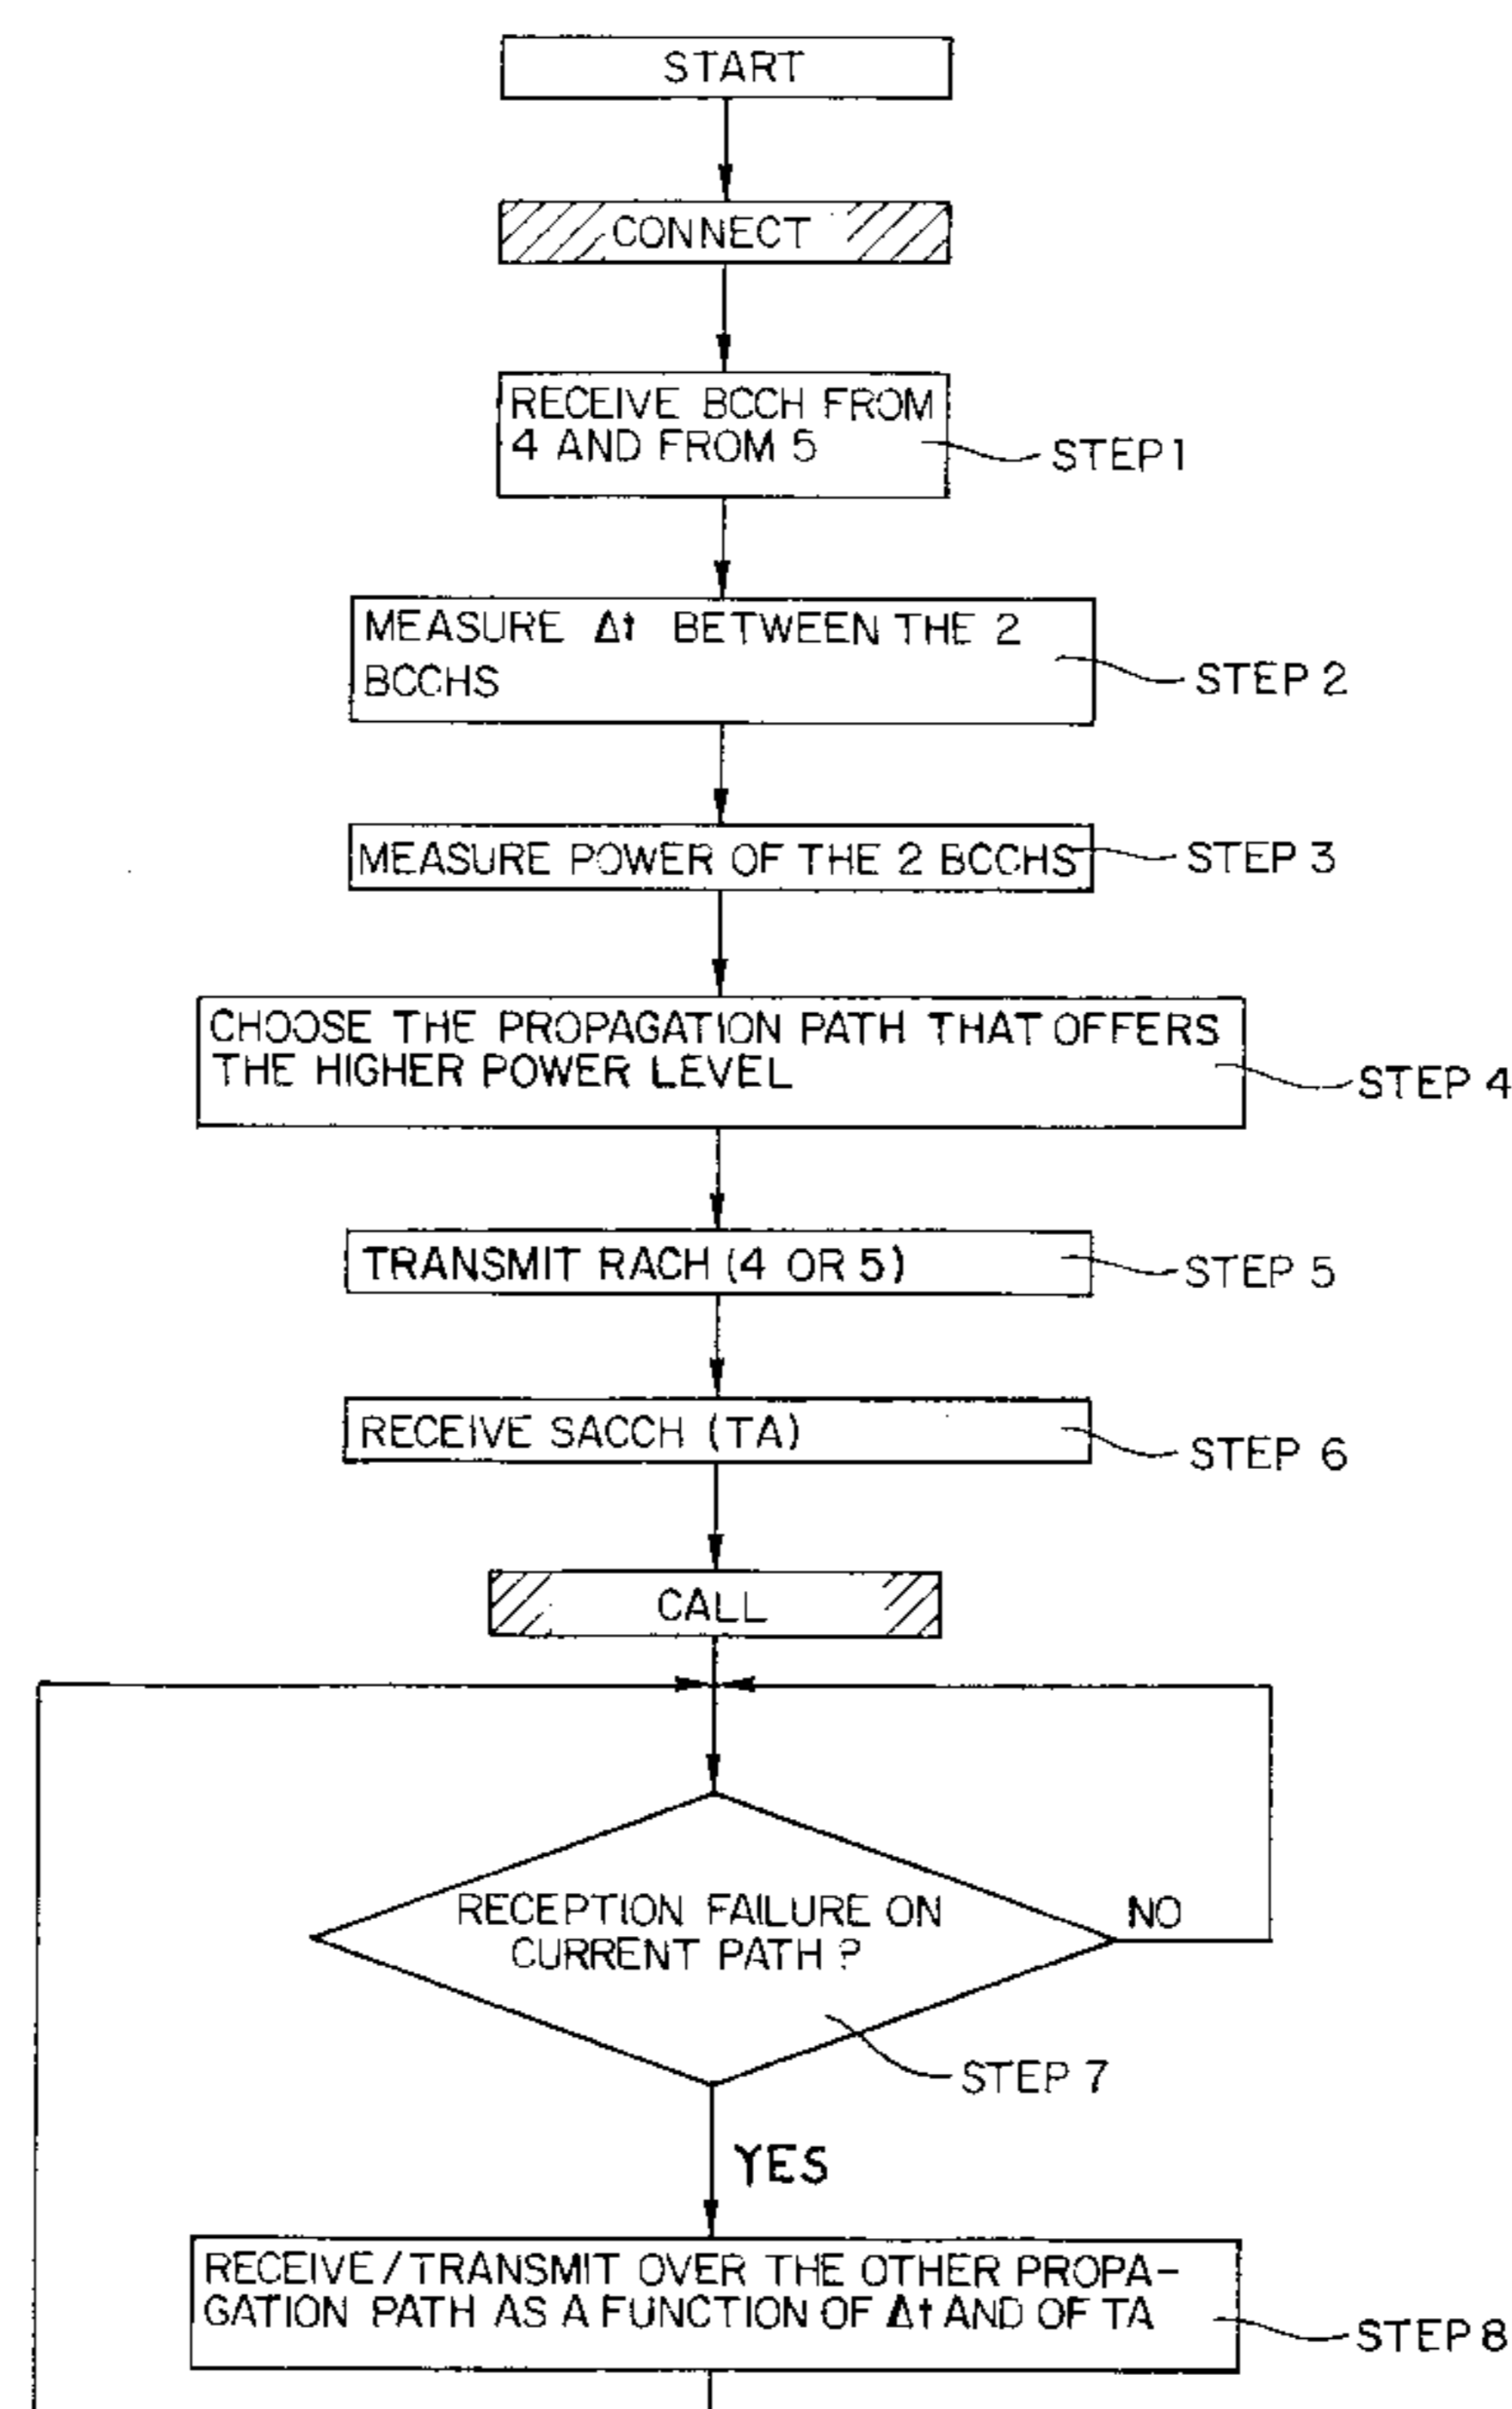 START
CONNECT
RECEIVE BCCH FROM
4 AND FROM 5
STEP 1
MEASURE Δt BETWEEN THE 2
BCCHS
STEP 2
MEASURE POWER OF THE 2 BCCHS
STEP 3
CHOOSE THE PROPAGATION PATH THAT OFFERS
THE HIGHER POWER LEVEL
STEP 4
TRANSMIT RACH (4 OR 5)
STEP 5
RECEIVE SACCH (TA)
STEP 6
CALL
RECEPTION FAILURE ON
CURRENT PATH ?
NO
STEP 7
YES
RECEIVE/TRANSMIT OVER THE OTHER PROPA-
GATION PATH AS A FUNCTION OF Δt AND OF TA
STEP 8